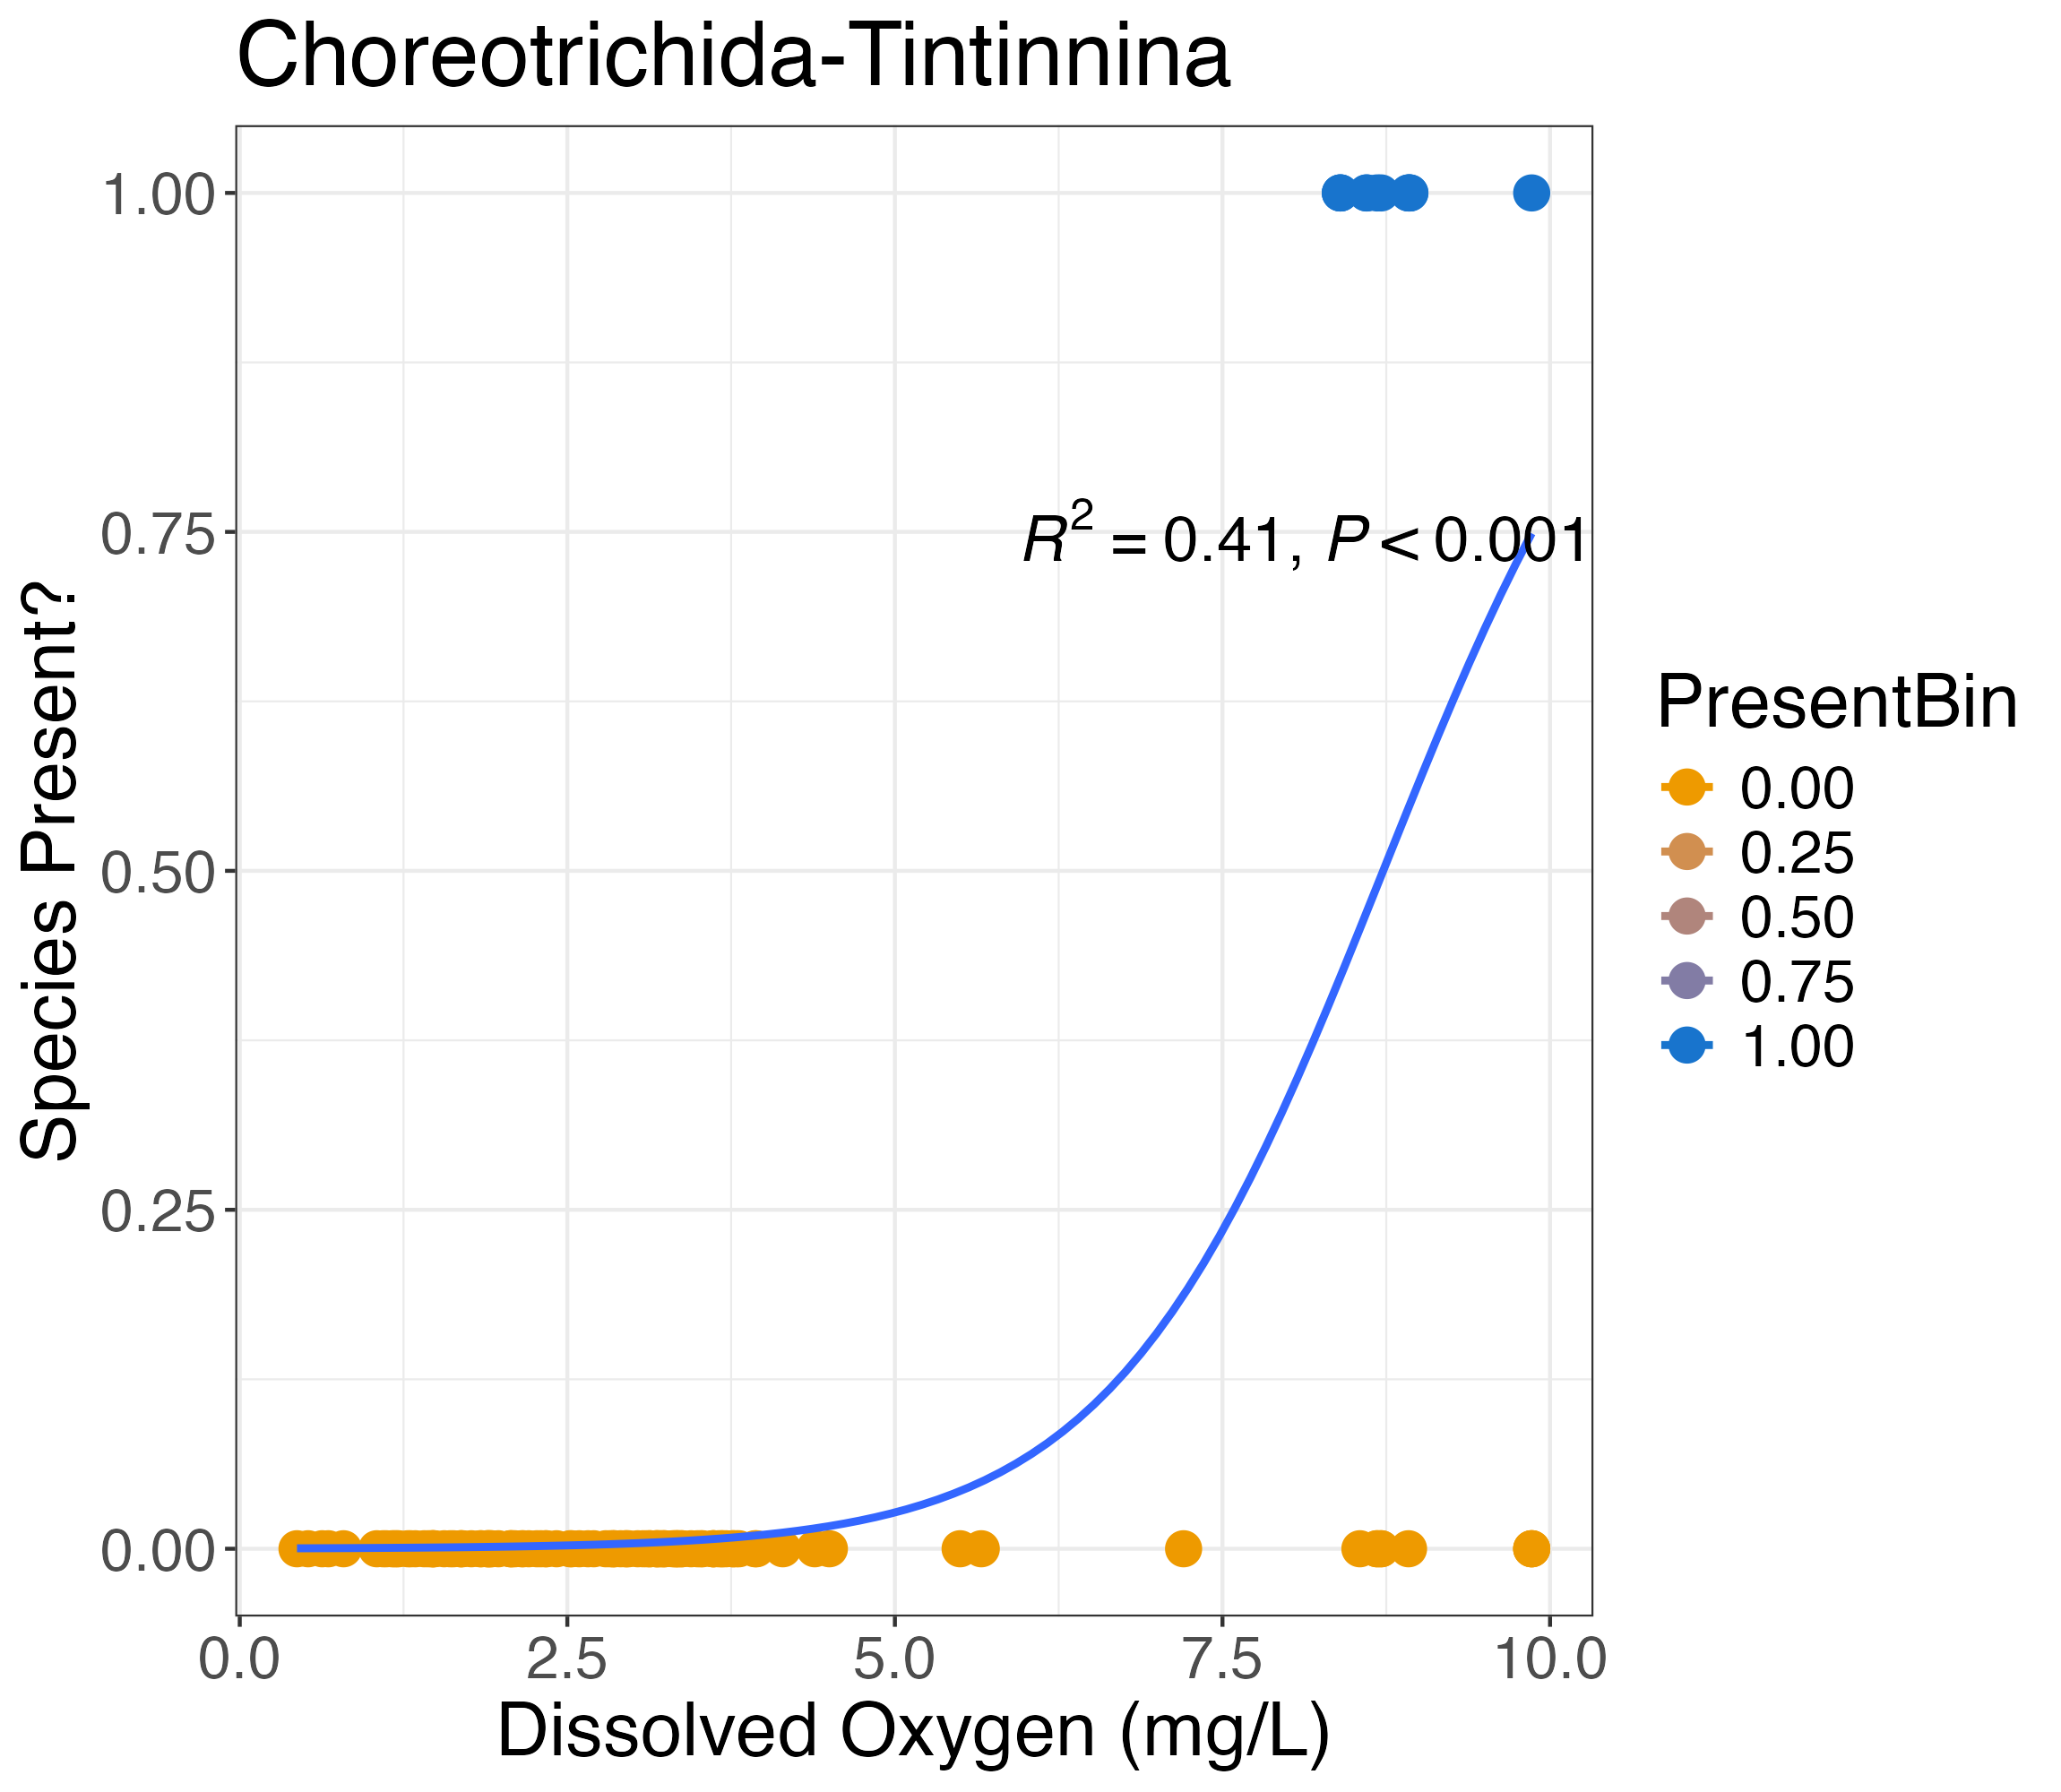 Choreotrichida-Tintinnina
1.00
0.75
0.50
0.25
0.00
Species Present?
R² = 0.41, P < 0.001
0.0 2.5 5.0 7.5 10.0
Dissolved Oxygen (mg/L)
PresentBin
0.00
0.25
0.50
0.75
1.00